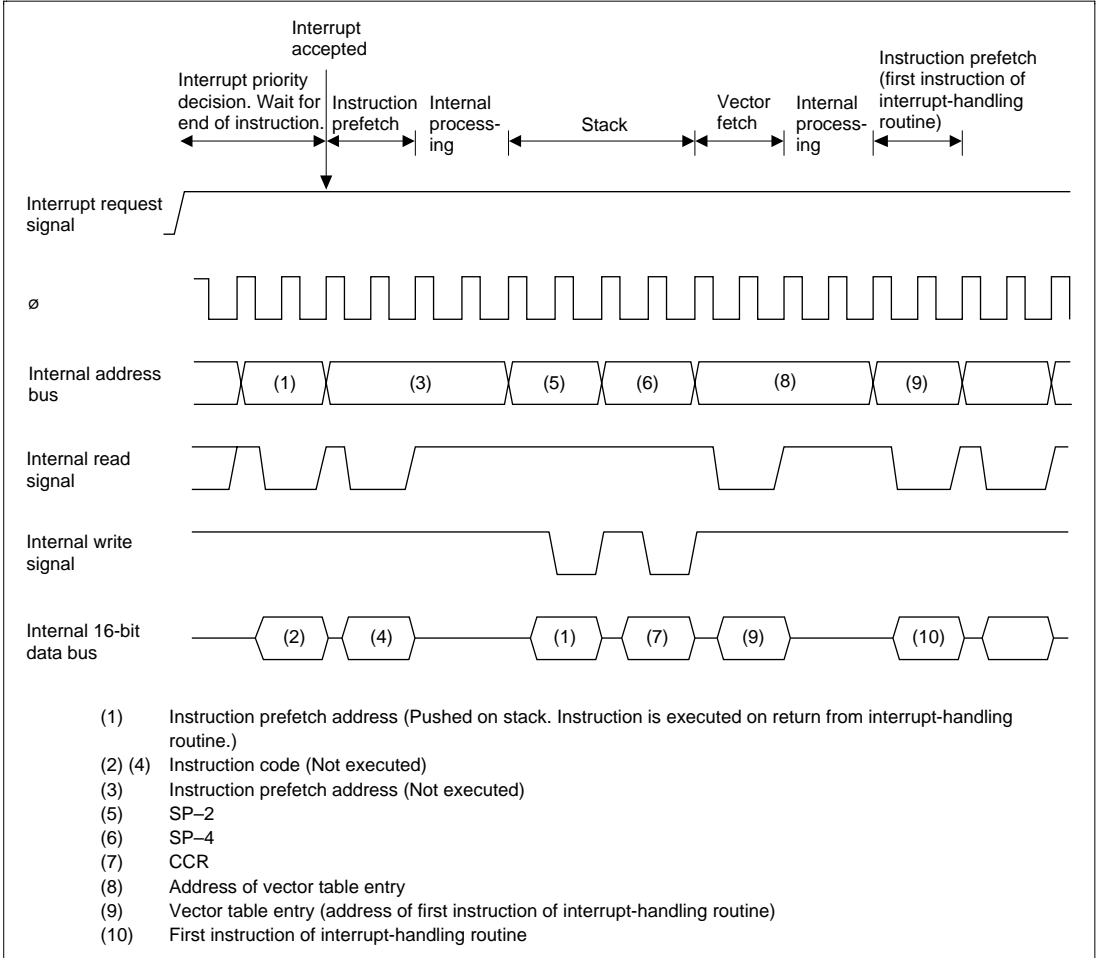 Interrupt
accepted
Interrupt priority
decision. Wait for
end of instruction.
Instruction
prefetch
Internal
process-
ing
Stack
Vector
fetch
Internal
process-
ing
Instruction prefetch
(first instruction of
interrupt-handling
routine)
Interrupt request
signal
ø
Internal address
bus
(1)
(3)
(5)
(6)
(8)
(9)
Internal read
signal
Internal write
signal
Internal 16-bit
data bus
(2)
(4)
(1)
(7)
(9)
(10)
(1) Instruction prefetch address (Pushed on stack. Instruction is executed on return from interrupt-handling
routine.)
(2) (4) Instruction code (Not executed)
(3) Instruction prefetch address (Not executed)
(5) SP–2
(6) SP–4
(7) CCR
(8) Address of vector table entry
(9) Vector table entry (address of first instruction of interrupt-handling routine)
(10) First instruction of interrupt-handling routine